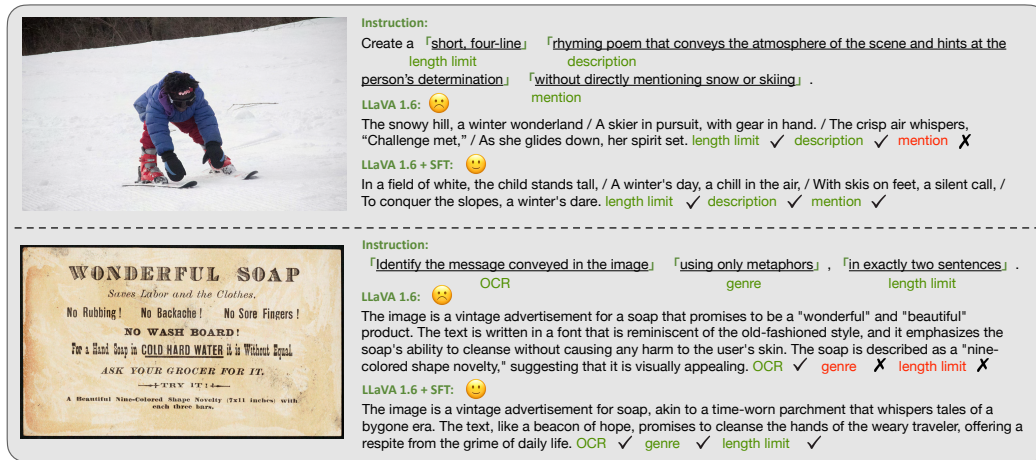 Instruction:
Create a 「short, four-line」 「rhyming poem that conveys the atmosphere of the scene and hints at the
length limit description
person's determination」 「without directly mentioning snow or skiing」 .
mention
LLaVA 1.6:
The snowy hill, a winter wonderland / A skier in pursuit, with gear in hand. / The crisp air whispers,
“Challenge met,” / As she glides down, her spirit set. length limit ✓ description ✓ mention ✗
LLaVA 1.6 + SFT:
In a field of white, the child stands tall, / A winter's day, a chill in the air, / With skis on feet, a silent call, /
To conquer the slopes, a winter's dare. length limit ✓ description ✓ mention ✓
WONDERFUL SOAP
Saves Labor and the Clothes.
No Rubbing! No Backache! No Sore Fingers!
NO WASH BOARD!
For a Hand Soap in COLD HARD WATER it is Without Equal.
ASK YOUR GROCER FOR IT.
TRY IT!
A Beautiful Nine-Colored Shape Novelty (7x11 inches) with
each three bars.
Instruction:
「Identify the message conveyed in the image」 「using only metaphors」 , 「in exactly two sentences」 .
OCR genre length limit
LLaVA 1.6:
The image is a vintage advertisement for a soap that promises to be a "wonderful" and "beautiful"
product. The text is written in a font that is reminiscent of the old-fashioned style, and it emphasizes the
soap's ability to cleanse without causing any harm to the user's skin. The soap is described as a "nine-
colored shape novelty," suggesting that it is visually appealing. OCR ✓ genre ✗ length limit ✗
LLaVA 1.6 + SFT:
The image is a vintage advertisement for soap, akin to a time-worn parchment that whispers tales of a
bygone era. The text, like a beacon of hope, promises to cleanse the hands of the weary traveler, offering a
respite from the grime of daily life. OCR ✓ genre ✓ length limit ✓